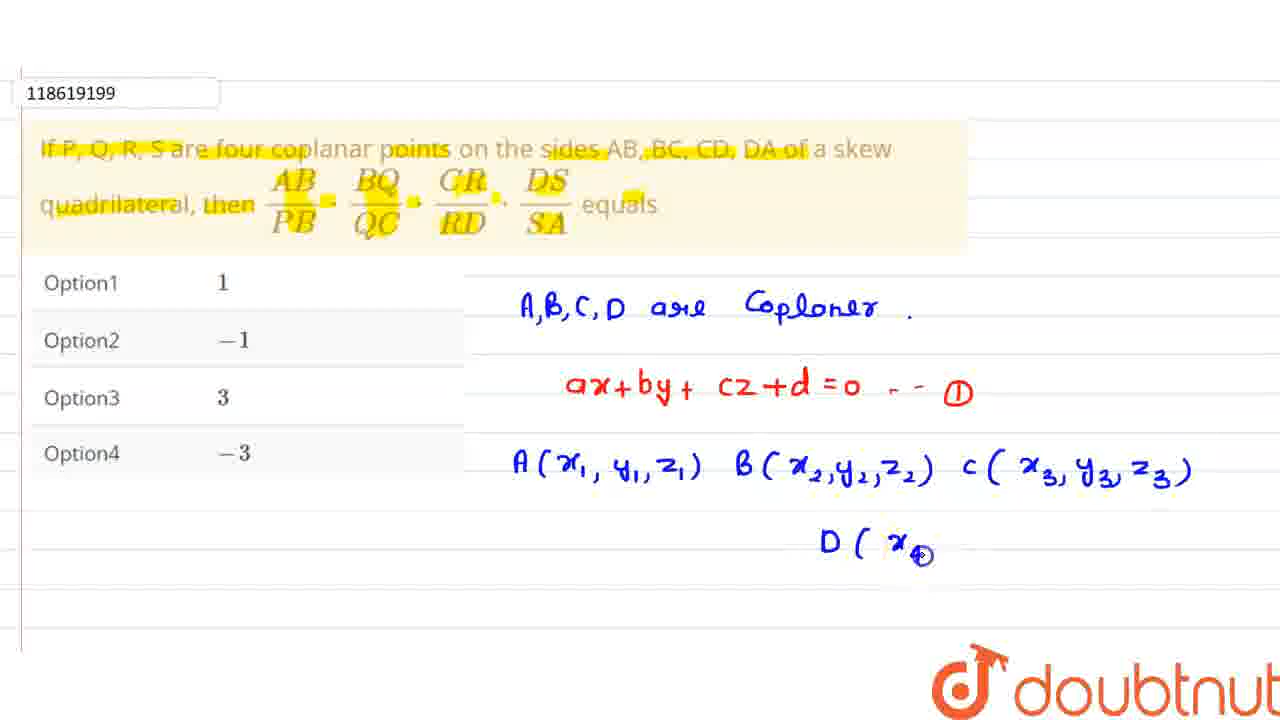 118619199
If P, Q, R, S are four coplanar points on the sides AB, BC, CD, DA of a skew
quadrilateral, then AB/PB · BQ/QC · CR/RD · DS/SA equals
Option1 1
Option2 −1
Option3 3
Option4 −3
A,B,C,D are Coploner .
ax+by+cz+d=0 -- ①
A(x₁,y₁,z₁) B(x₂,y₂,z₂) C(x₃,y₃,z₃)
D(x₄
doubtnut